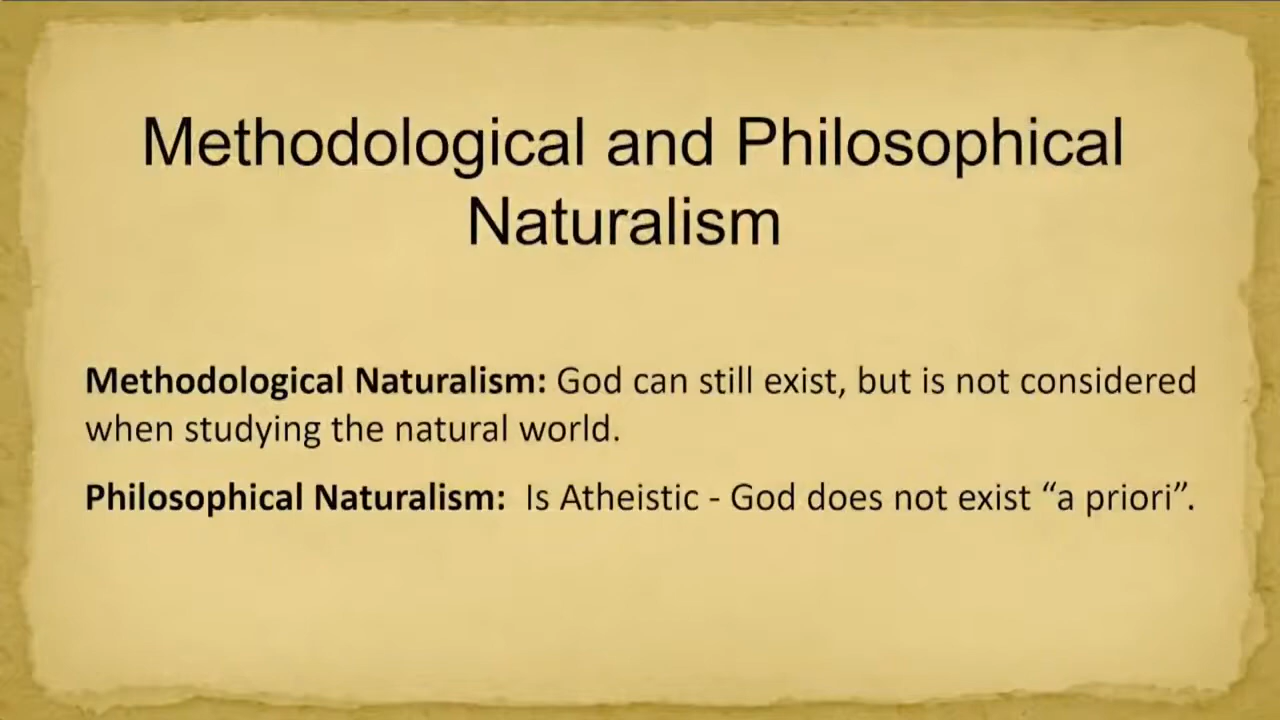 Methodological and Philosophical
Naturalism
Methodological Naturalism: God can still exist, but is not considered
when studying the natural world.
Philosophical Naturalism:  Is Atheistic - God does not exist “a priori”.